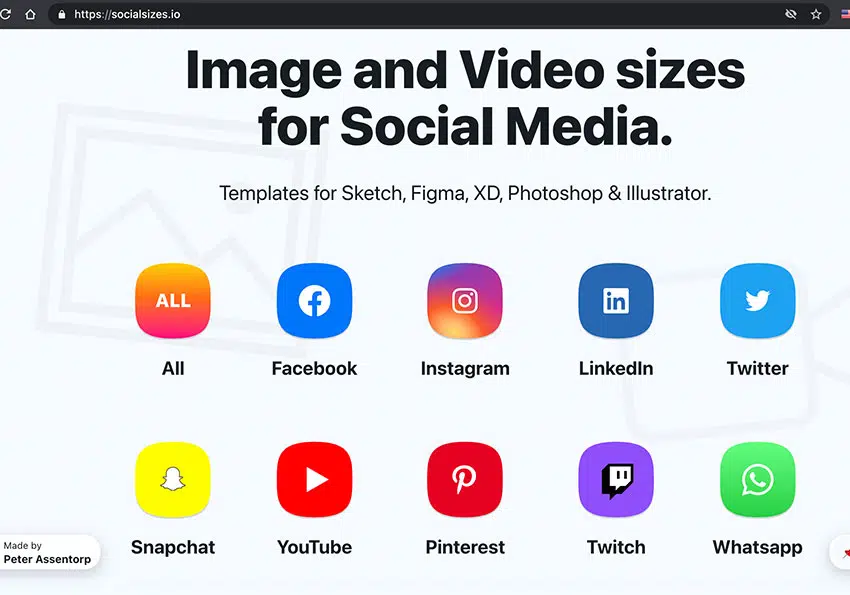 https://socialsizes.io
Image and Video sizes
for Social Media.
Templates for Sketch, Figma, XD, Photoshop & Illustrator.
ALL
in
All Facebook Instagram LinkedIn Twitter
Snapchat YouTube Pinterest Twitch Whatsapp
Made by
Peter Assentorp